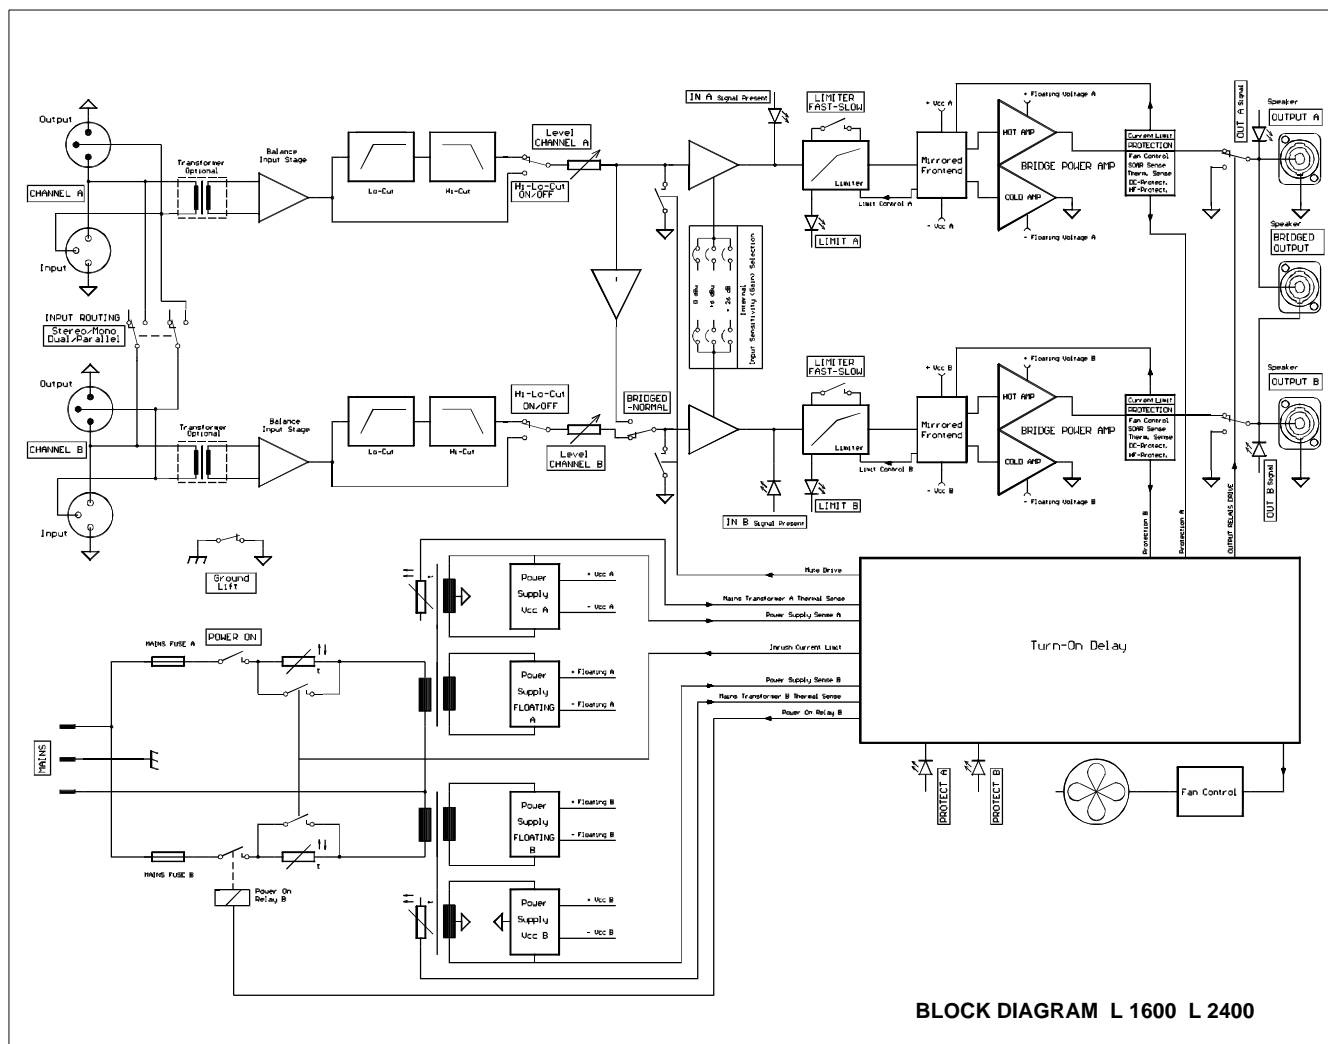 Output
CHANNEL A
Input
Transformer
Optional
Balance
Input Stage
Lo-Cut
Hi-Cut
Hi-Lo-Cut
ON/OFF
Level
CHANNEL A
IN A Signal Present
LIMITER
FAST-SLOW
Limiter
LIMIT A
Limit Control A
+ Vcc A
Mirrored
Frontend
- Vcc A
+ Floating Voltage A
HOT AMP
BRIDGE POWER AMP
COLD AMP
- Floating Voltage A
Current Limit
PROTECTION
Fan Control
SOAR Sense
Therm. Sense
DC-Protect.
HF-Protect.
OUT A Signal
Speaker
OUTPUT A
Speaker
BRIDGED
OUTPUT
0 dBu
+6 dBu
- 26 dB
Internal
Input Sensitivity (Gain) Selection
INPUT ROUTING
Stereo/Mono
Dual/Parallel
Output
CHANNEL B
Input
Transformer
Optional
Balance
Input Stage
Lo-Cut
Hi-Cut
Hi-Lo-Cut
ON/OFF
Level
CHANNEL B
BRIDGED
-NORMAL
IN B Signal Present
LIMITER
FAST-SLOW
Limiter
LIMIT B
Limit Control B
+ Vcc B
Mirrored
Frontend
- Vcc B
+ Floating Voltage B
HOT AMP
BRIDGE POWER AMP
COLD AMP
- Floating Voltage B
Current Limit
PROTECTION
Fan Control
SOAR Sense
Therm. Sense
DC-Protect.
HF-Protect.
Speaker
OUTPUT B
OUT B Signal
Protection B
Protection A
OUTPUT RELAIS DRIVE
Ground
Lift
POWER ON
MAINS FUSE A
MAINS
MAINS FUSE B
Power On
Relay B
Power
Supply
Vcc A
+ Vcc A
- Vcc A
Power
Supply
FLOATING
A
+ Floating A
- Floating A
Power
Supply
FLOATING
B
+ Floating B
- Floating B
Power
Supply
Vcc B
+ Vcc B
- Vcc B
Mute Drive
Mains Transformer A Thermal Sense
Power Supply Sense A
Inrush Current Limit
Power Supply Sense B
Mains Transformer B Thermal Sense
Power On Relay B
Turn-On Delay
PROTECT A
PROTECT B
Fan Control
BLOCK DIAGRAM L 1600 L 2400